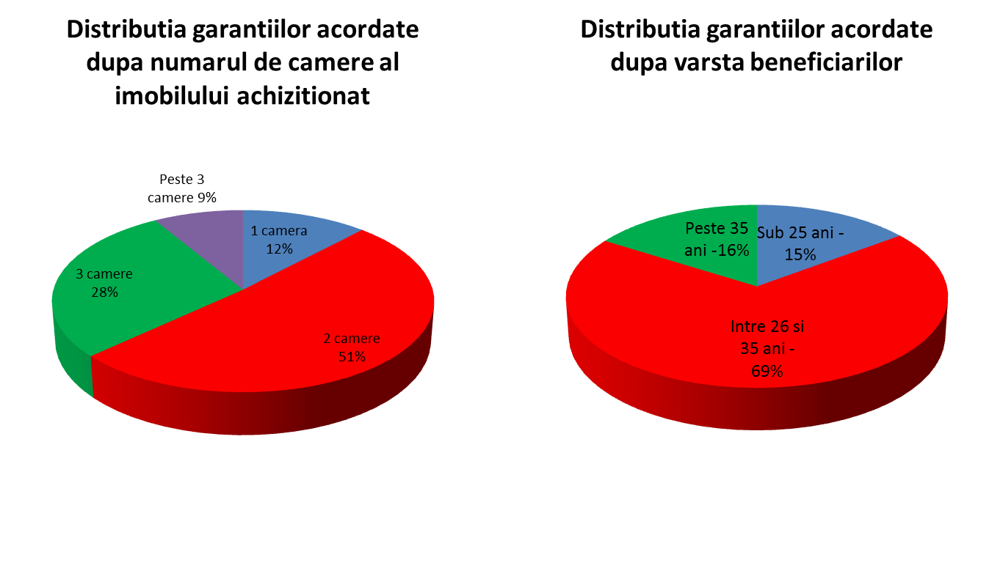 Distributia garantiilor acordate
dupa numarul de camere al
imobilului achizitionat
Peste 3
camere 9%
1 camera
12%
3 camere
28%
2 camere
51%
Distributia garantiilor acordate
dupa varsta beneficiarilor
Peste 35
ani -16%
Sub 25 ani -
15%
Intre 26 si
35 ani -
69%